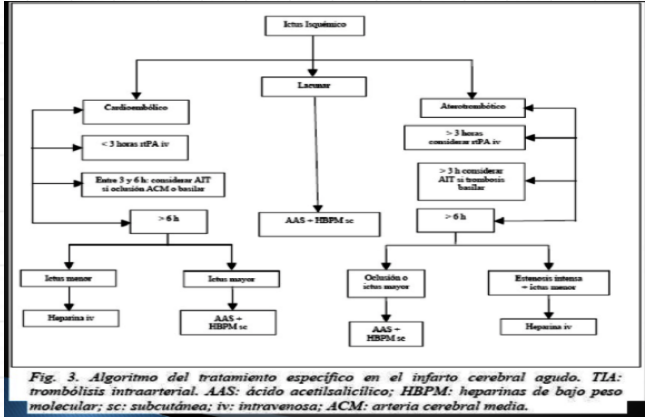 Ictus Isquémico
Cardioembólico
Lacunar
Aterotrombótico
< 3 horas rtPA iv
> 3 horas
considerar rtPA iv
Entre 3 y 6 h: considerar AIT
si oclusión ACM o basilar
> 3 h considerar
AIT si trombosis
basilar
> 6 h
AAS + HBPM sc
> 6 h
Ictus menor
Ictus mayor
Oclusión o
ictus mayor
Estenosis intensa
+ ictus menor
Heparina iv
AAS +
HBPM sc
AAS +
HBPM sc
Heparina iv
Fig. 3. Algoritmo del tratamiento específico en el infarto cerebral agudo. TIA:
trombólisis intraarterial. AAS: ácido acetilsalicílico; HBPM: heparinas de bajo peso
molecular; sc: subcutánea; iv: intravenosa; ACM: arteria cerebral media.